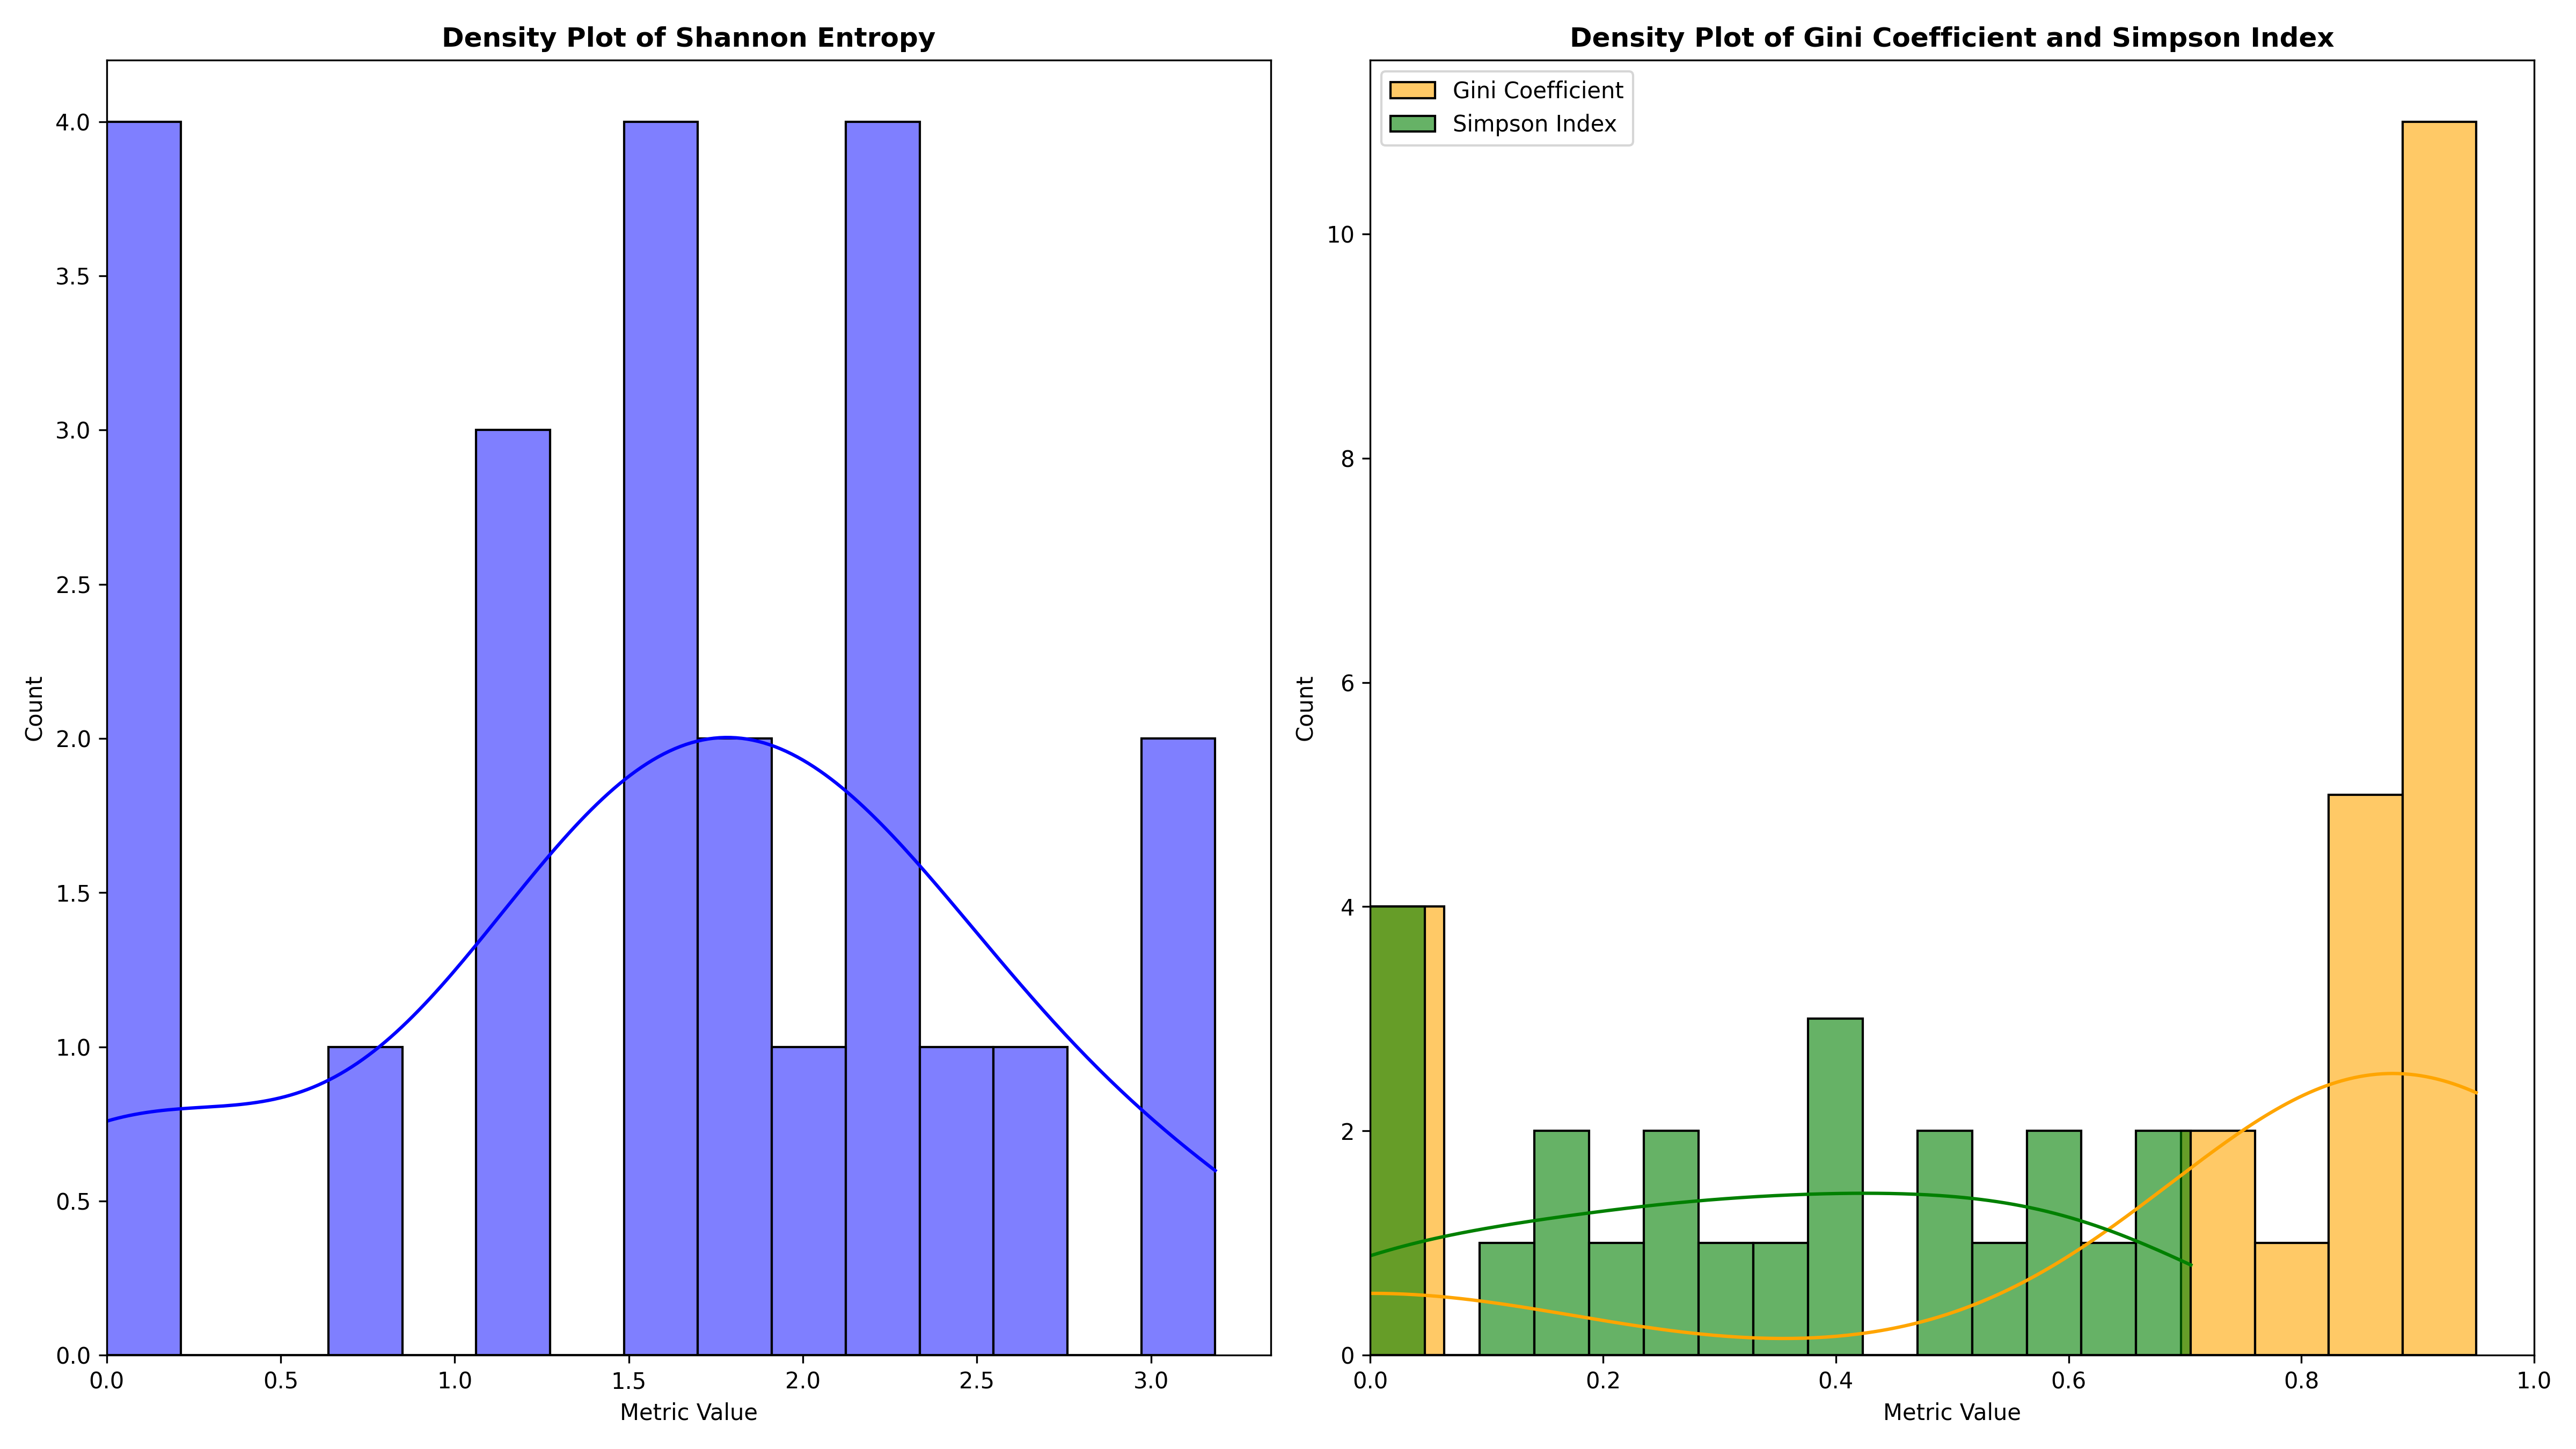 Density Plot of Shannon Entropy
4.0
3.5
3.0
2.5
2.0
1.5
1.0
0.5
0.0
Count
0.0 0.5 1.0 1.5 2.0 2.5 3.0
Metric Value
Density Plot of Gini Coefficient and Simpson Index
Gini Coefficient
Simpson Index
10
8
6
4
2
0
Count
0.0 0.2 0.4 0.6 0.8 1.0
Metric Value